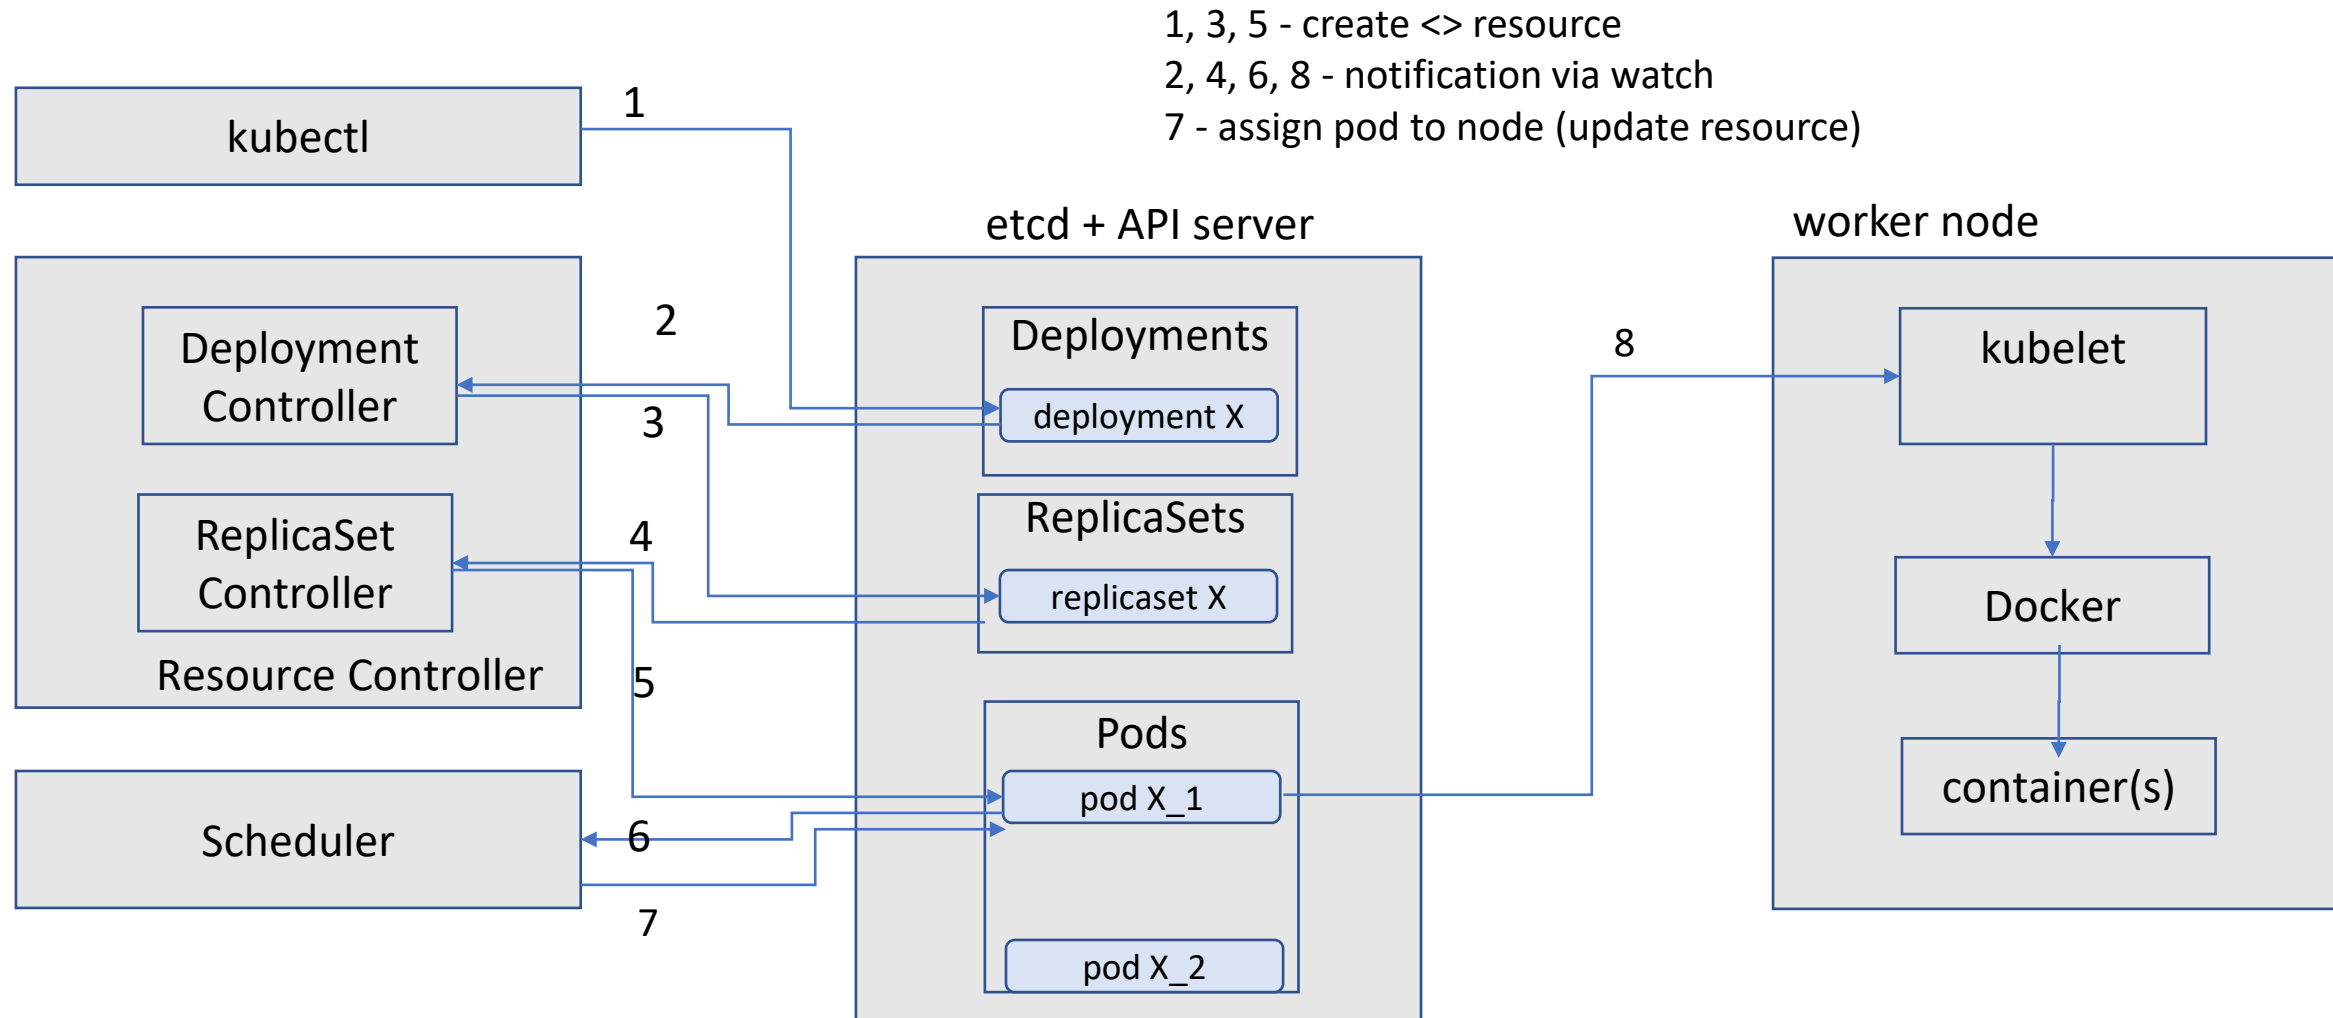 1, 3, 5 - create <> resource
2, 4, 6, 8 - notification via watch
7 - assign pod to node (update resource)
kubectl
1
etcd + API server
worker node
Deployment
Controller
2
3
Deployments
deployment X
8
kubelet
ReplicaSet
Controller
4
ReplicaSets
replicaset X
Docker
Resource Controller
5
Pods
pod X_1
container(s)
Scheduler
6
7
pod X_2